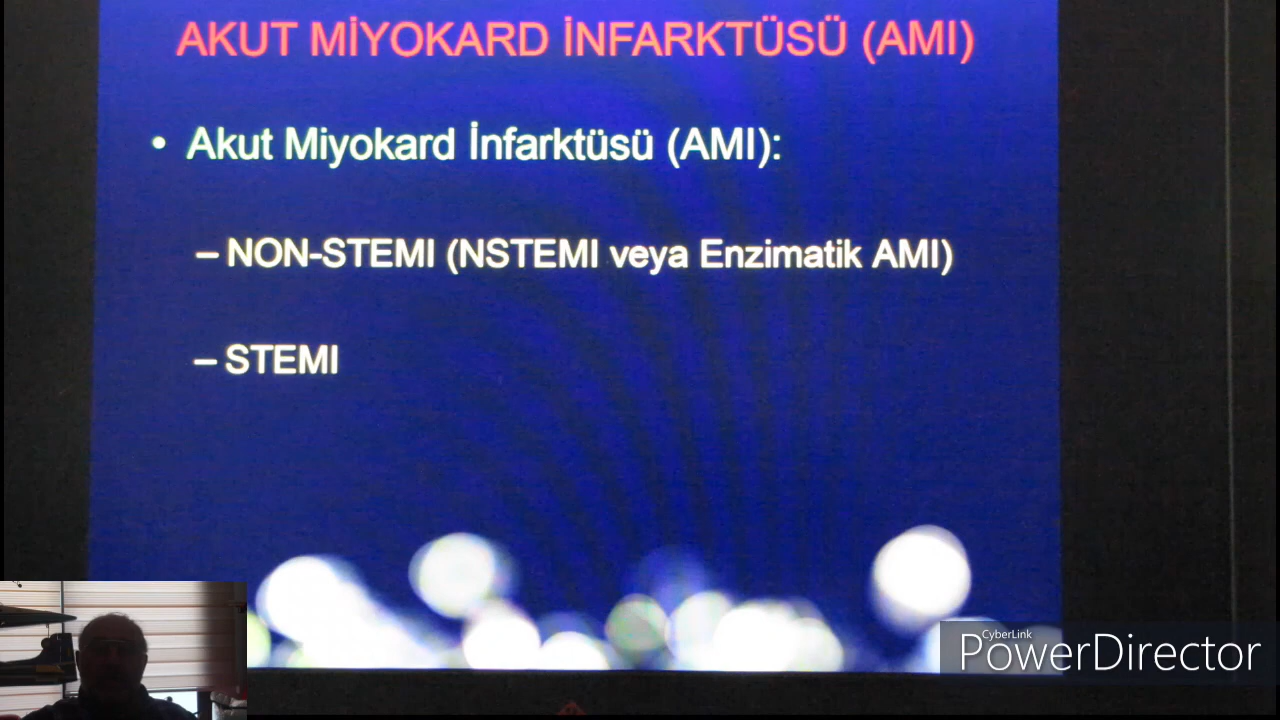 AKUT MİYOKARD İNFARKTÜSÜ (AMI)
• Akut Miyokard İnfarktüsü (AMI):
– NON-STEMI (NSTEMI veya Enzimatik AMI)
– STEMI
CyberLink
PowerDirector